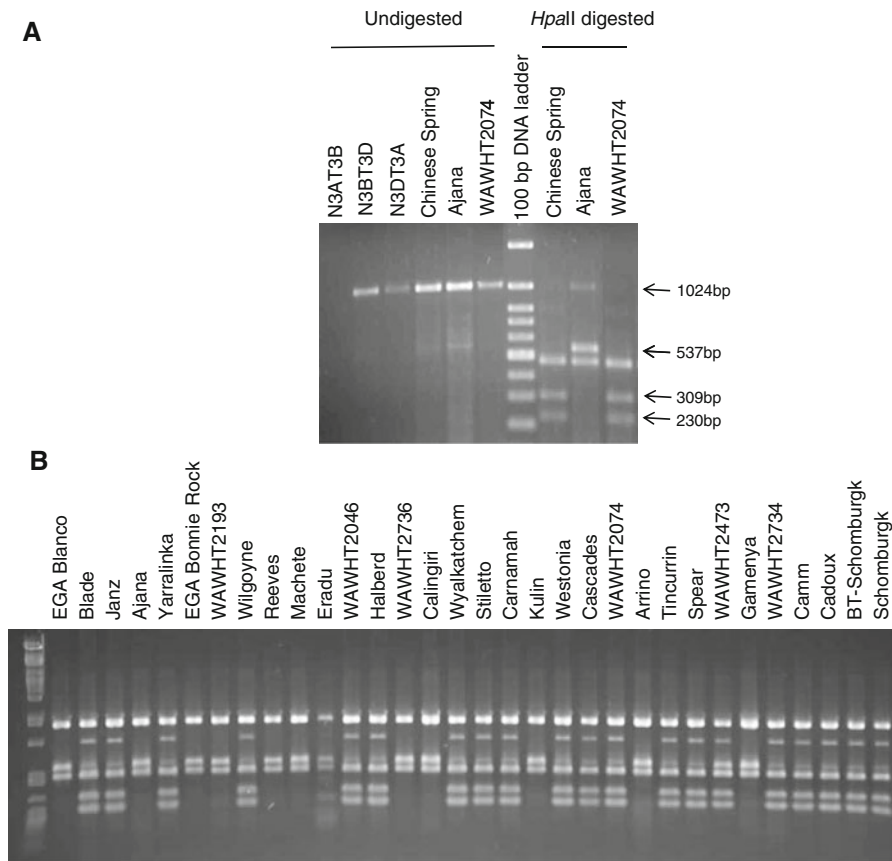 A
Undigested
HpaII digested
N3AT3B
N3BT3D
N3DT3A
Chinese Spring
Ajana
WAWHT2074
100 bp DNA ladder
Chinese Spring
Ajana
WAWHT2074
1024bp
537bp
309bp
230bp
B
EGA Blanco
Blade
Janz
Ajana
Yarralinka
EGA Bonnie Rock
WAWHT2193
Wilgoyne
Reeves
Machete
Eradu
WAWHT2046
Halberd
WAWHT2736
Calingiri
Wyalkatchem
Stiletto
Carnamah
Kulin
Westonia
Cascades
WAWHT2074
Arrino
Tincurrin
Spear
WAWHT2473
Gamenya
WAWHT2734
Camm
Cadoux
BT-Schomburgk
Schomburgk